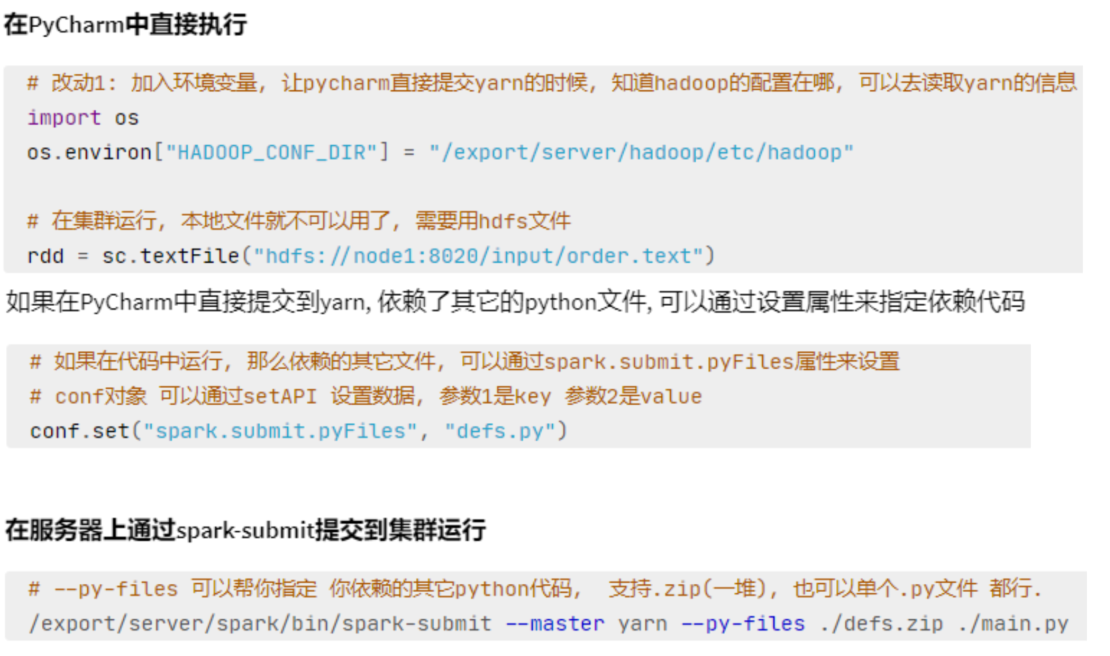 在PyCharm中直接执行
# 改动1: 加入环境变量, 让pycharm直接提交yarn的时候, 知道hadoop的配置在哪, 可以去读取yarn的信息
import os
os.environ["HADOOP_CONF_DIR"] = "/export/server/hadoop/etc/hadoop"
# 在集群运行, 本地文件就不可以用了, 需要用hdfs文件
rdd = sc.textFile("hdfs://node1:8020/input/order.text")
如果在PyCharm中直接提交到yarn, 依赖了其它的python文件, 可以通过设置属性来指定依赖代码
# 如果在代码中运行, 那么依赖的其它文件, 可以通过spark.submit.pyFiles属性来设置
# conf对象 可以通过setAPI 设置数据, 参数1是key 参数2是value
conf.set("spark.submit.pyFiles", "defs.py")
在服务器上通过spark-submit提交到集群运行
# --py-files 可以帮你指定 你依赖的其它python代码, 支持.zip(一堆), 也可以单个.py文件 都行.
/export/server/spark/bin/spark-submit --master yarn --py-files ./defs.zip ./main.py